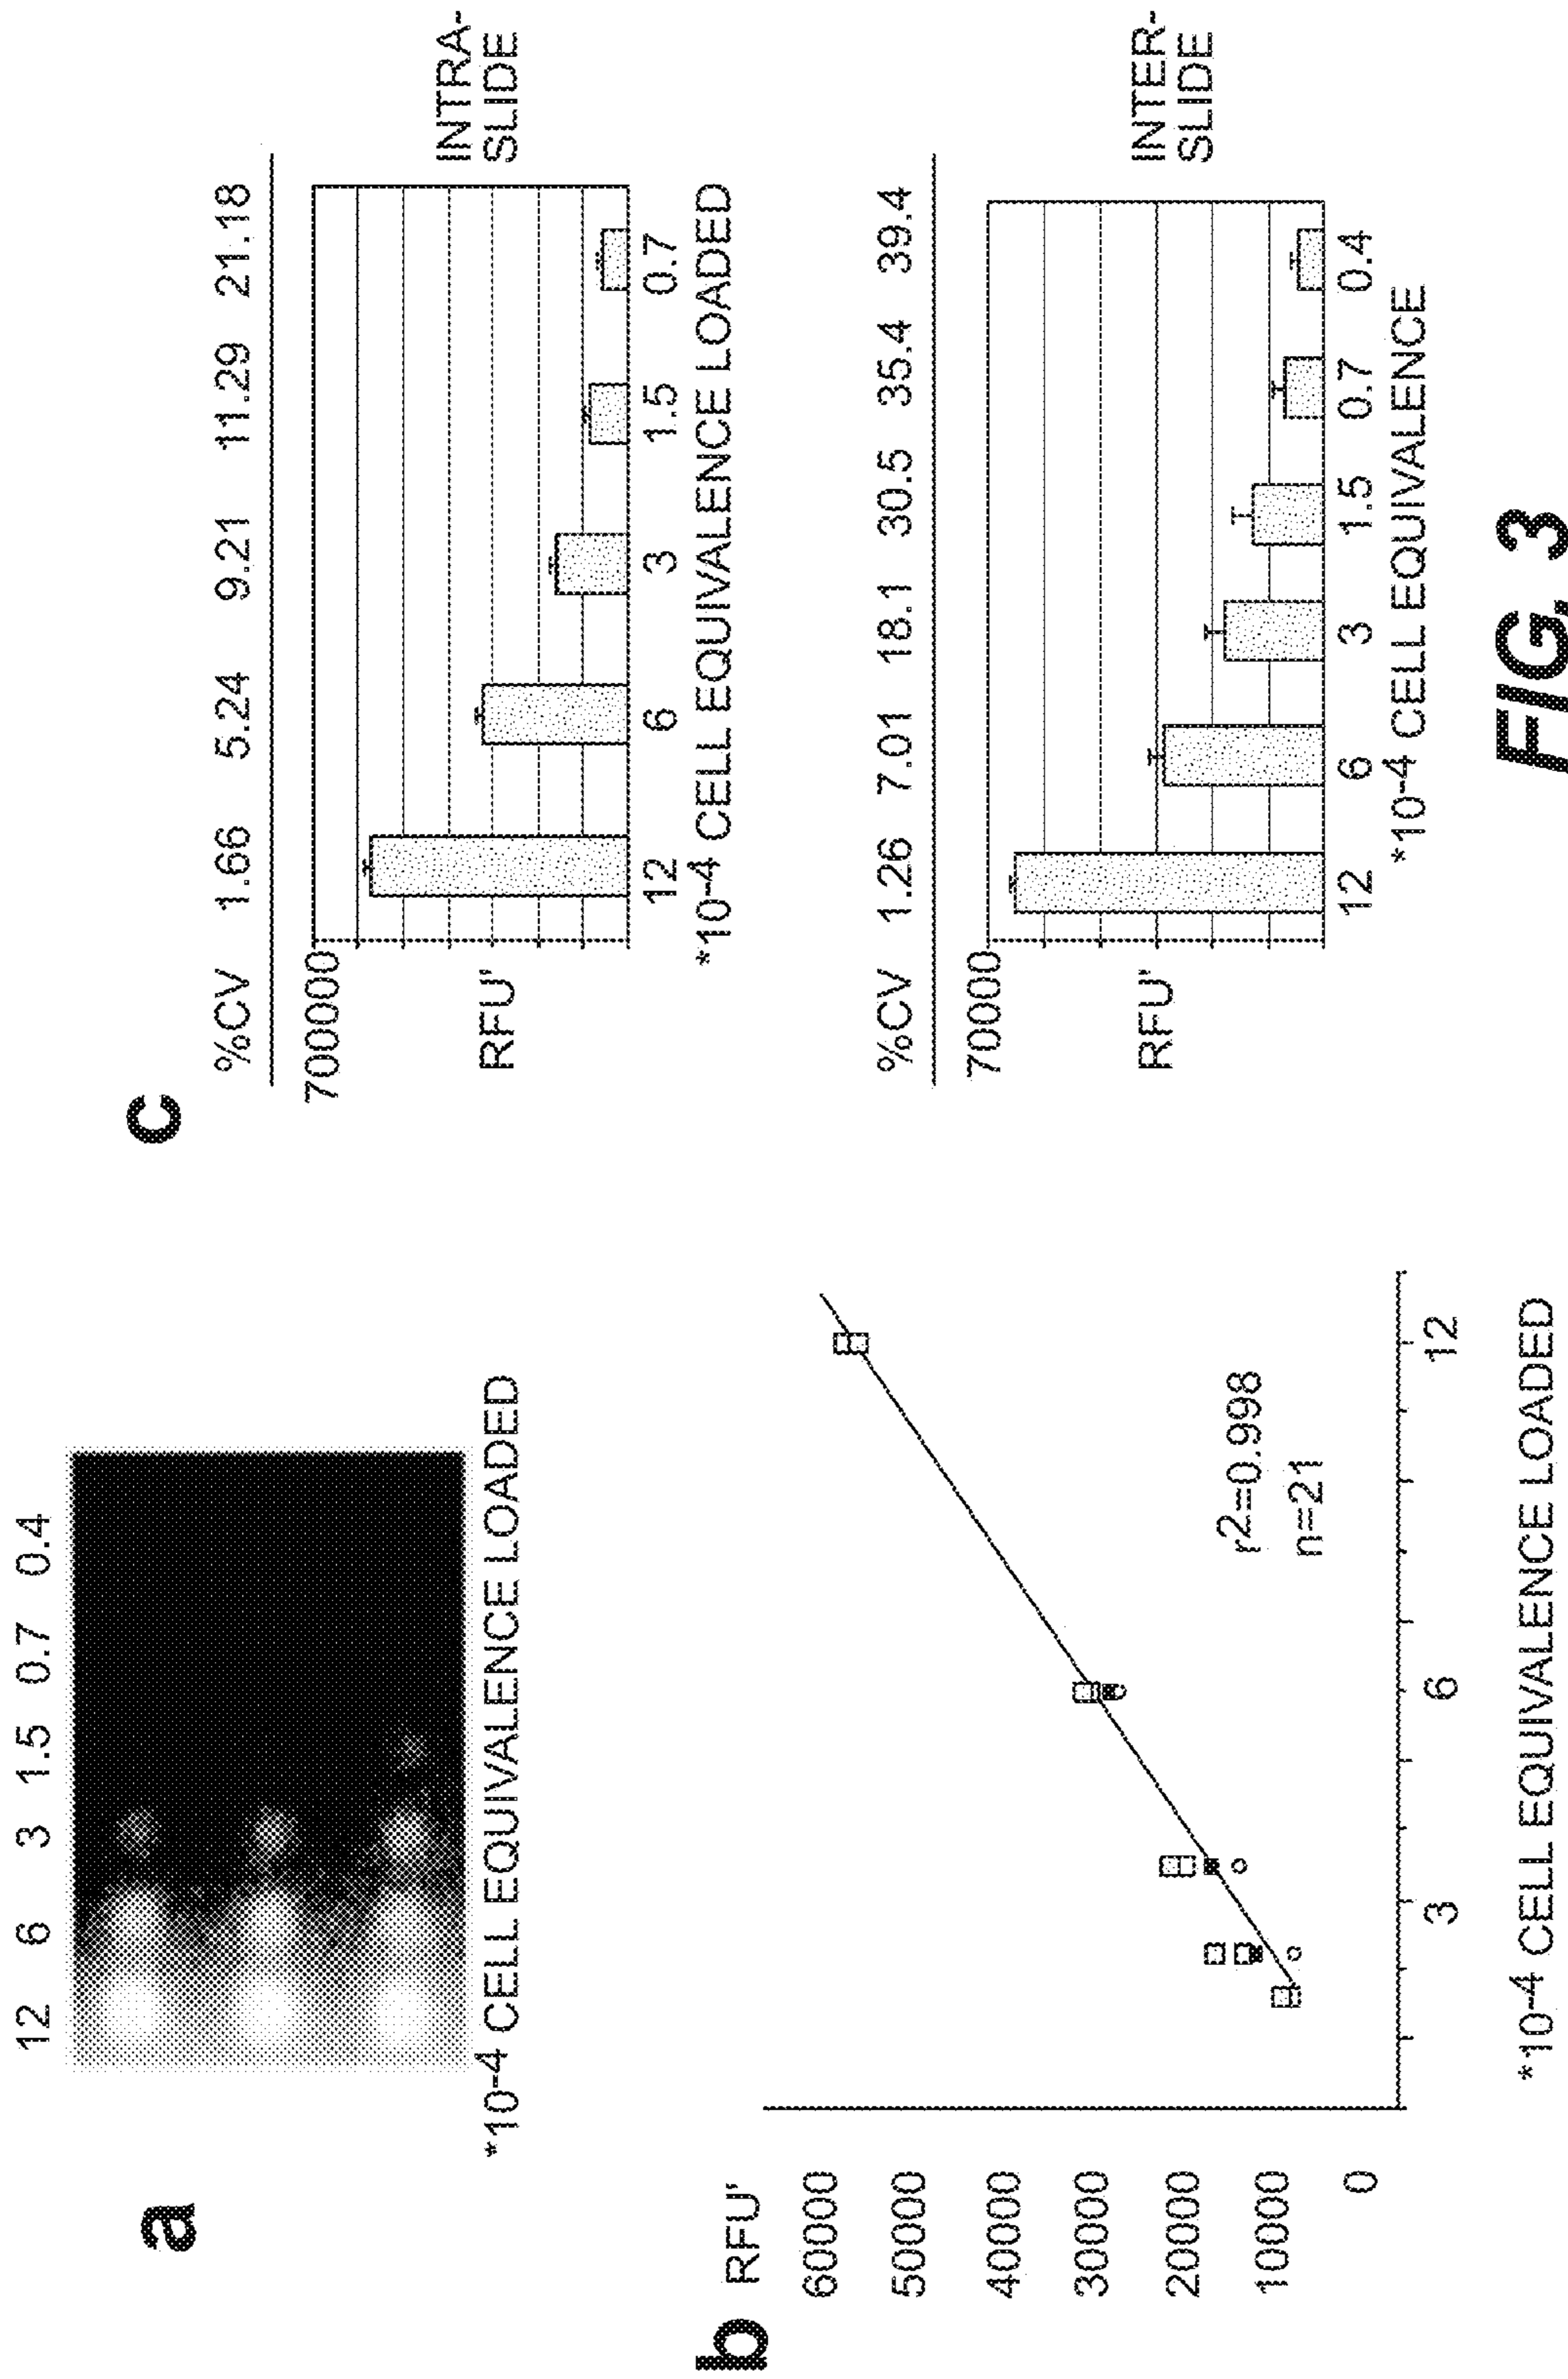 a
12 6 3 1.5 0.7 0.4
*10-4 CELL EQUIVALENCE LOADED
b
RFU'
60000
50000
40000
30000
20000
10000
0
r2=0.998
n=21
3 6 12
*10-4 CELL EQUIVALENCE LOADED
c
%CV 1.66 5.24 9.21 11.29 21.18
700000
RFU'
INTRA-
SLIDE
12 6 3 1.5 0.7
*10-4 CELL EQUIVALENCE LOADED
%CV 1.26 7.01 18.1 30.5 35.4 39.4
70000
RFU'
INTER-
SLIDE
12 6 3 1.5 0.7 0.4
*10-4 CELL EQUIVALENCE
FIG. 3